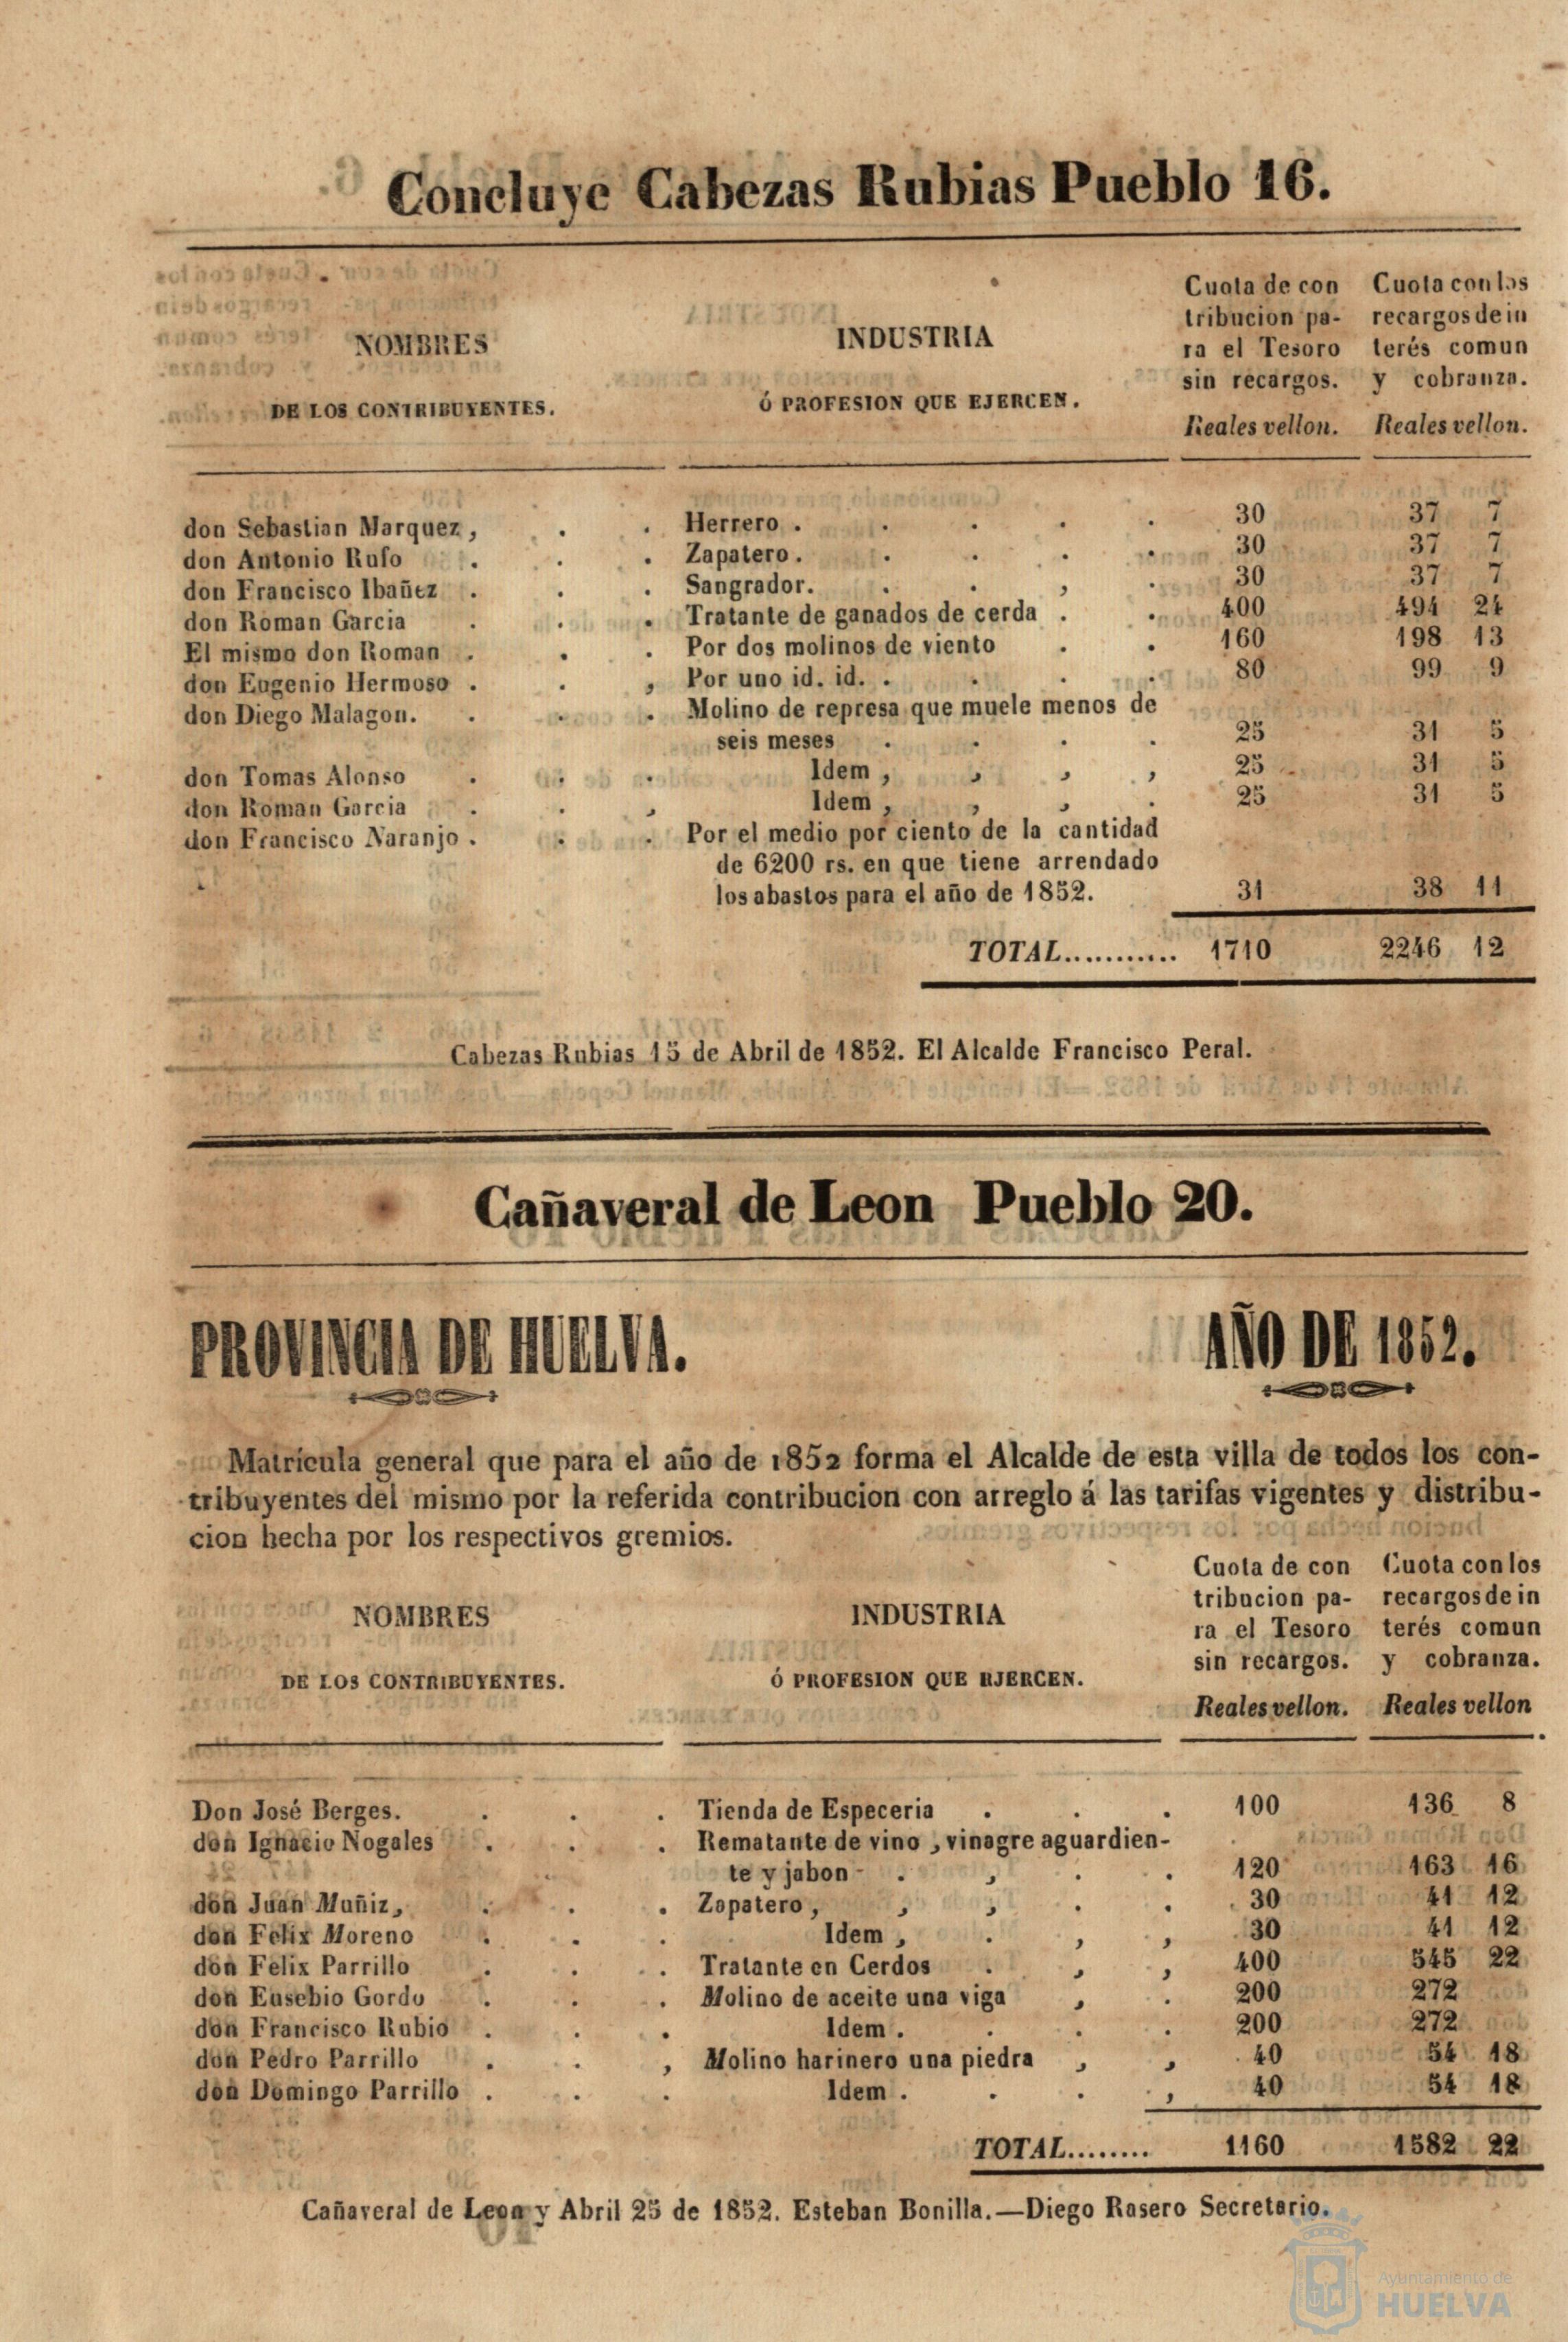 Concluye Cabezas Rubias Pueblo 16.
NOMBRES
DE LOS CONTRIBUYENTES.
INDUSTRIA
ó PROFESION QUE EJERCEN.
Cuota de con
tribucion pa-
ra el Tesoro
sin recargos.
Reales vellon.
Cuota con los
recargos de in
terés comun
y cobranza.
Reales vellon.
don Sebastian Marquez, . . Herrero . . . . . 30 37 7
don Antonio Rufo . . . Zapatero . . . . . 30 37 7
don Francisco Ibañez . . . Sangrador. . . , . 30 37 7
don Roman Garcia . . . Tratante de ganados de cerda . . 400 494 24
El mismo don Roman . . . Por dos molinos de viento . . 160 198 13
don Eugenio Hermoso . . , Por uno id. id. . . . . 80 99 9
don Diego Malagon. . . . Molino de represa que muele menos de
seis meses . . . . 25 31 5
don Tomas Alonso . . . Idem , , , , 25 31 5
don Roman Garcia . . , Idem , , , . 25 31 5
don Francisco Naranjo . . . Por el medio por ciento de la cantidad
de 6200 rs. en que tiene arrendado
los abastos para el año de 1852. 31 38 11
TOTAL........... 1710 2246 12
Cabezas Rubias 15 de Abril de 1852. El Alcalde Francisco Peral.
Cañaveral de Leon Pueblo 20.
PROVINCIA DE HUELVA. AÑO DE 1852.
Matrícula general que para el año de 1852 forma el Alcalde de esta villa de todos los con-
tribuyentes del mismo por la referida contribucion con arreglo á las tarifas vigentes y distribu-
cion hecha por los respectivos gremios.
NOMBRES
DE LOS CONTRIBUYENTES.
INDUSTRIA
ó PROFESION QUE RJERCEN.
Cuota de con
tribucion pa-
ra el Tesoro
sin recargos.
Reales vellon.
Cuota con los
recargos de in
terés comun
y cobranza.
Reales vellon
Don José Berges. . . . Tienda de Especeria . . . 100 136 8
don Ignacio Nogales . . . Rematante de vino , vinagre aguardien-
te y jabon - . , . . 120 163 16
don Juan Muñiz, . . . Zapatero , , , . . 30 41 12
don Felix Moreno . . . Idem , . , , 30 41 12
don Felix Parrillo . . . Tratante en Cerdos . , , 400 545 22
don Eusebio Gordo . . . Molino de aceite una viga , . 200 272
don Francisco Rubio . . . Idem . . . . 200 272
don Pedro Parrillo . . , Molino harinero una piedra , , 40 54 18
don Domingo Parrillo . . . Idem . . . , 40 54 18
TOTAL........ 1160 1582 22
Cañaveral de Leon y Abril 25 de 1852. Esteban Bonilla.—Diego Rasero Secretario.
Ayuntamiento de
HUELVA